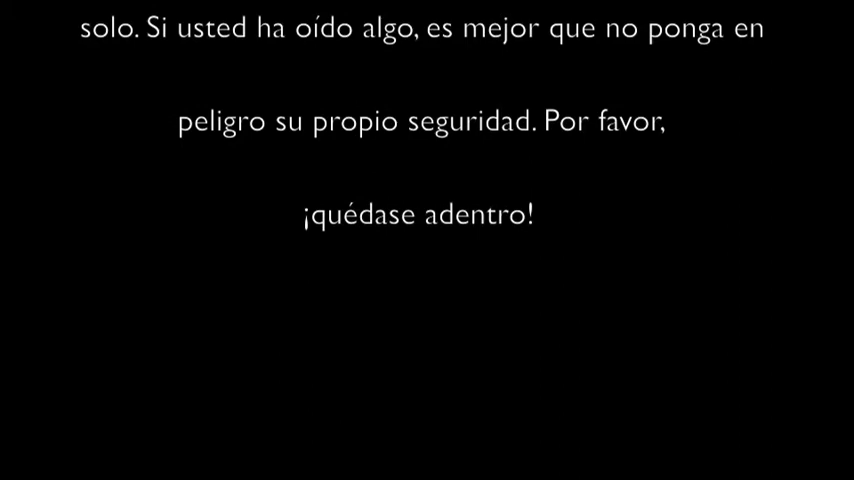 solo. Si usted ha oído algo, es mejor que no ponga en
peligro su propio seguridad. Por favor,
¡quédase adentro!